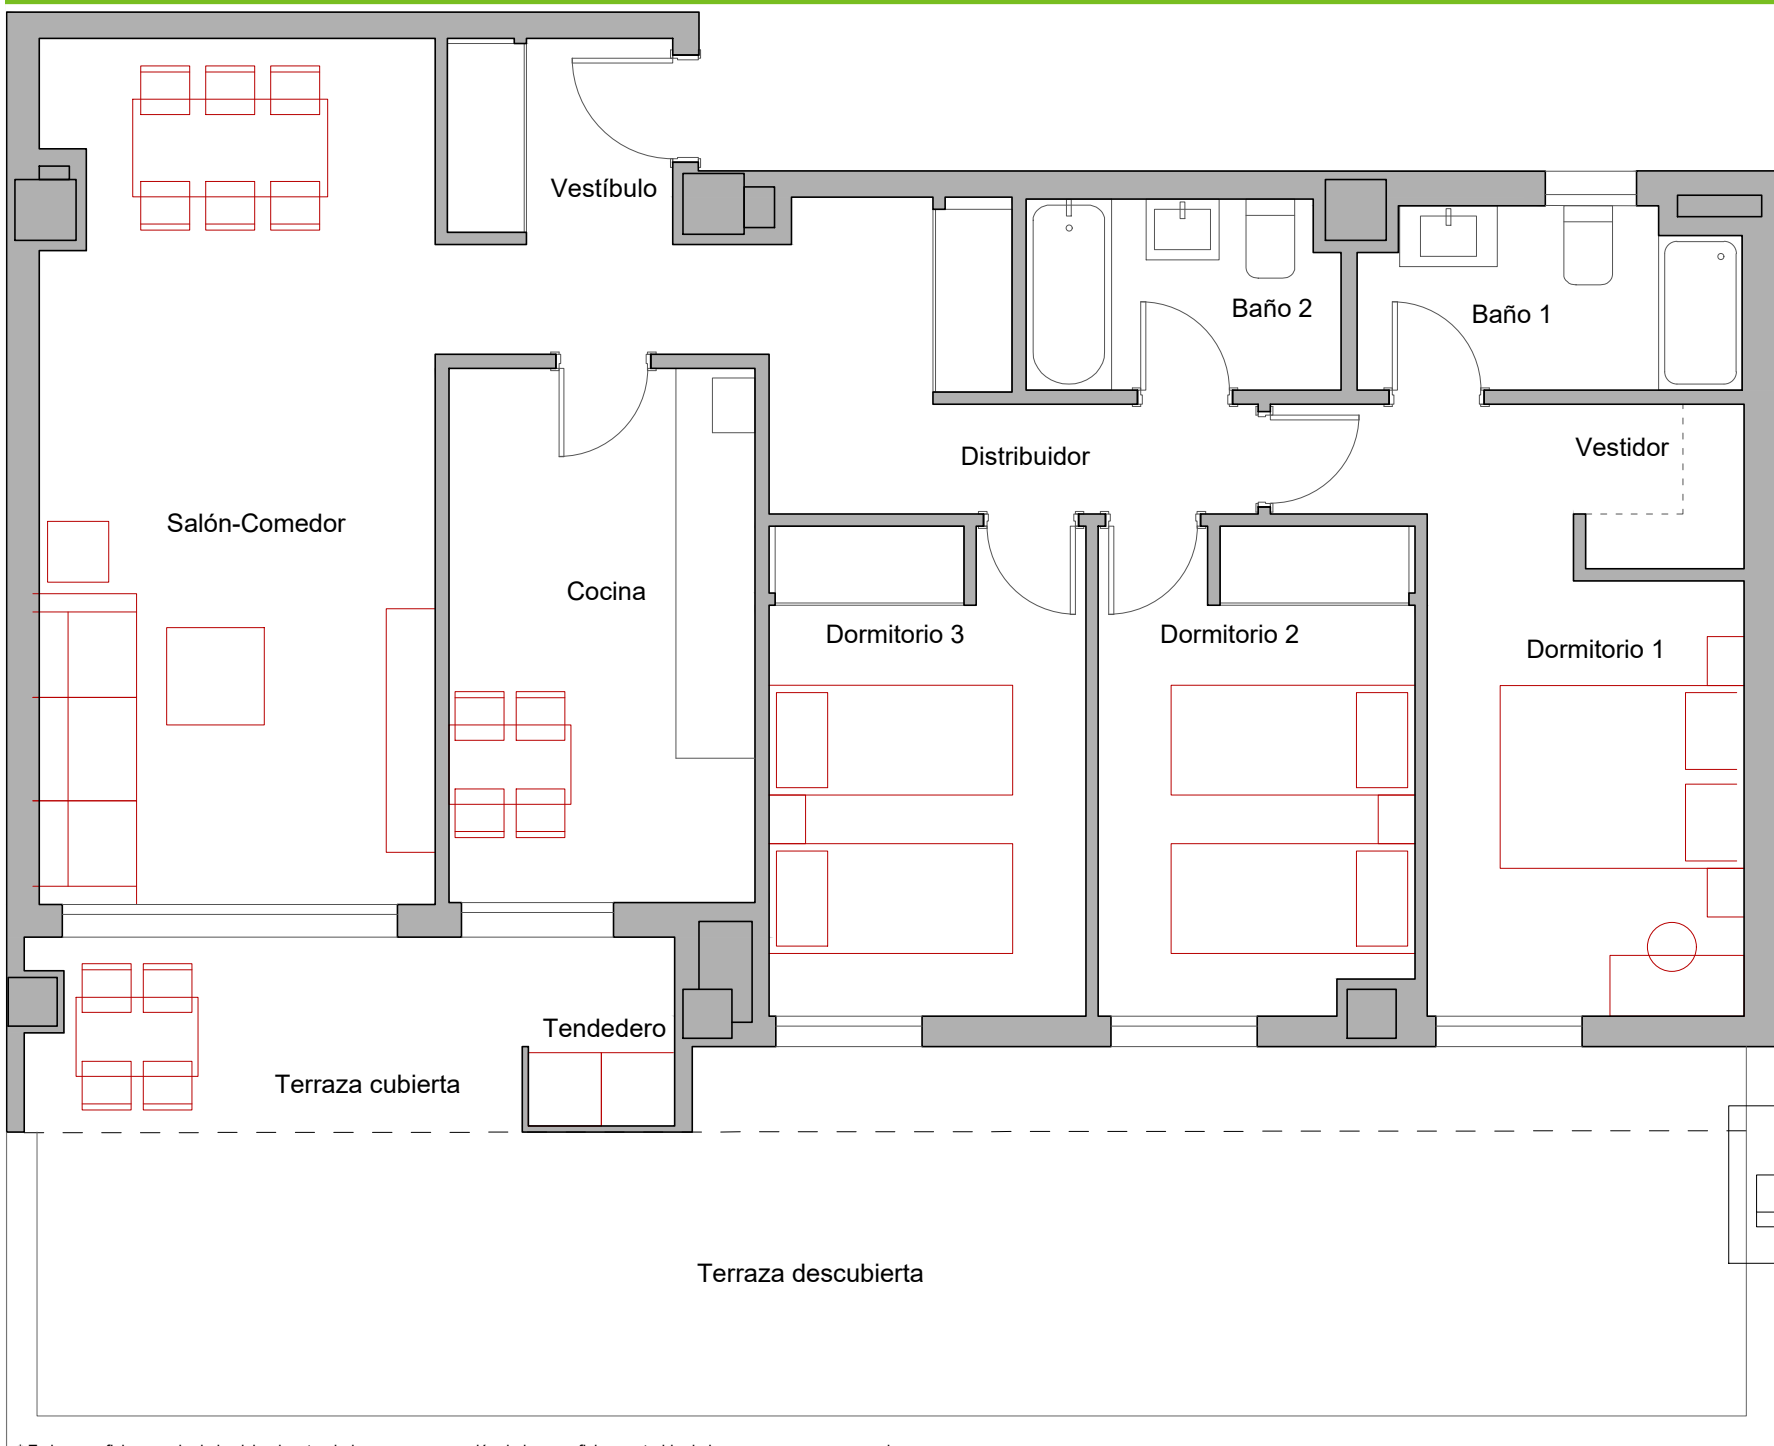 Vestíbulo
Baño 2
Baño 1
Distribuidor
Vestidor
Salón-Comedor
Cocina
Dormitorio 3
Dormitorio 2
Dormitorio 1
Tendedero
Terraza cubierta
Terraza descubierta